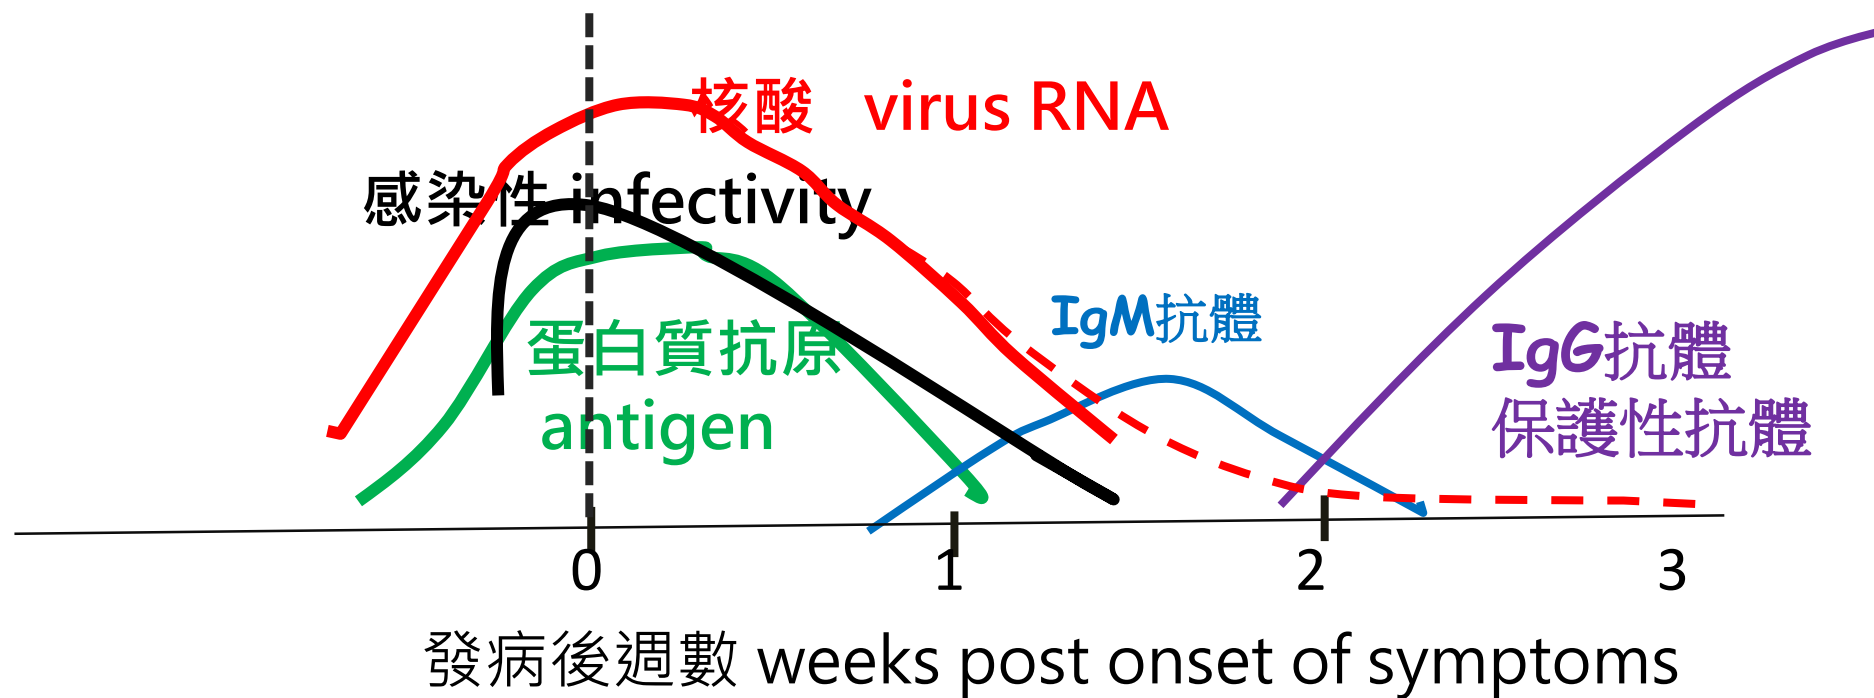 核酸 virus RNA
感染性 infectivity
蛋白質抗原
antigen
IgM抗體
IgG抗體
保護性抗體
0 1 2 3
發病後週數 weeks post onset of symptoms